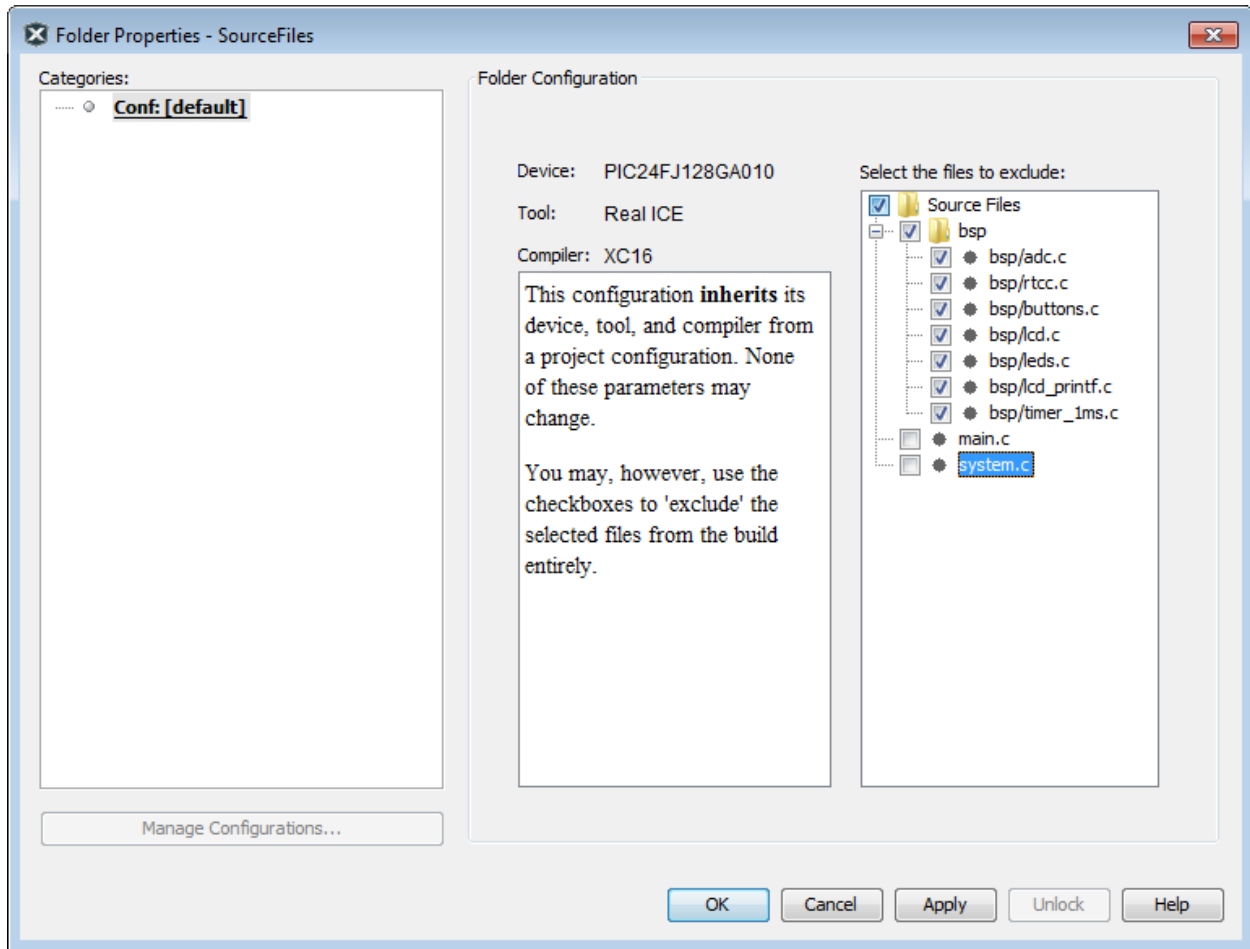 Folder Properties - SourceFiles
Categories:
Conf: [default]
Manage Configurations...
Folder Configuration
Device: PIC24FJ128GA010
Tool: Real ICE
Compiler: XC16
This configuration inherits its
device, tool, and compiler from
a project configuration. None
of these parameters may
change.
You may, however, use the
checkboxes to 'exclude' the
selected files from the build
entirely.
Select the files to exclude:
Source Files
bsp
bsp/adc.c
bsp/rtcc.c
bsp/buttons.c
bsp/lcd.c
bsp/leds.c
bsp/lcd_printf.c
bsp/timer_1ms.c
main.c
system.c
OK
Cancel
Apply
Unlock
Help